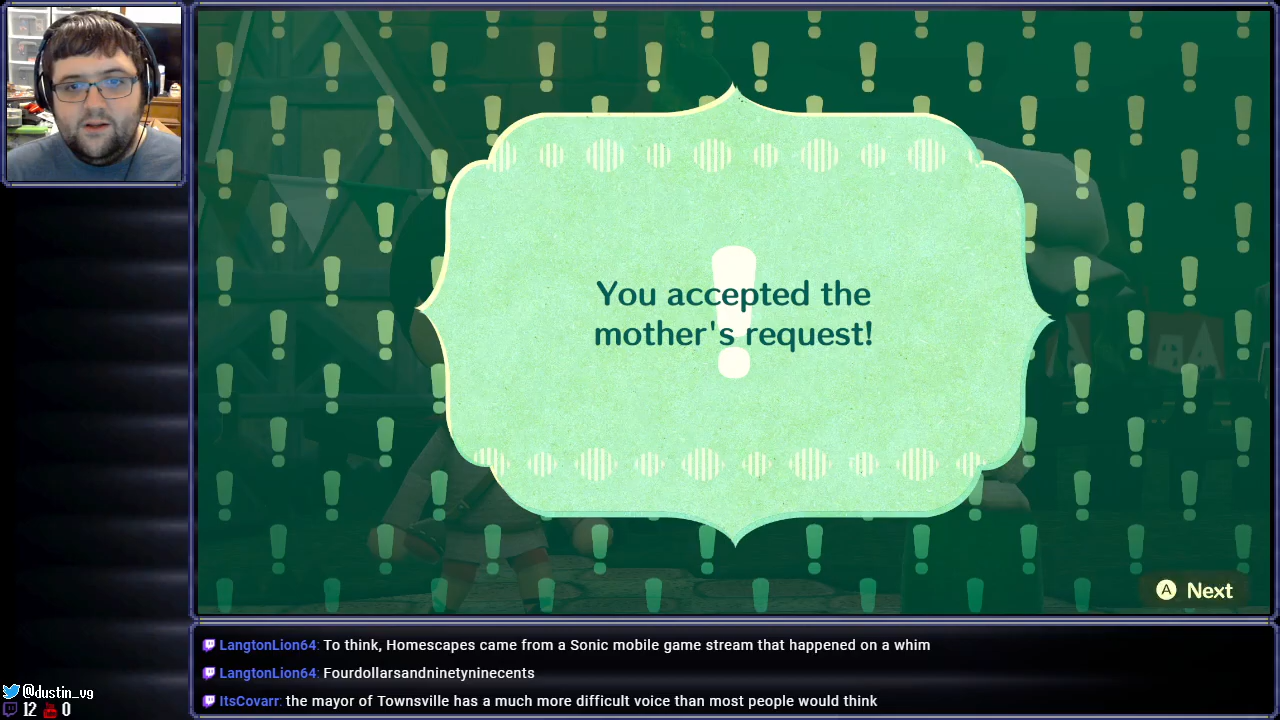 You accepted the
mother's request!
A Next
LangtonLion64: To think, Homescapes came from a Sonic mobile game stream that happened on a whim
LangtonLion64: Fourdollarsandninetyninecents
ItsCovarr: the mayor of Townsville has a much more difficult voice than most people would think
@dustin_vg
12 0